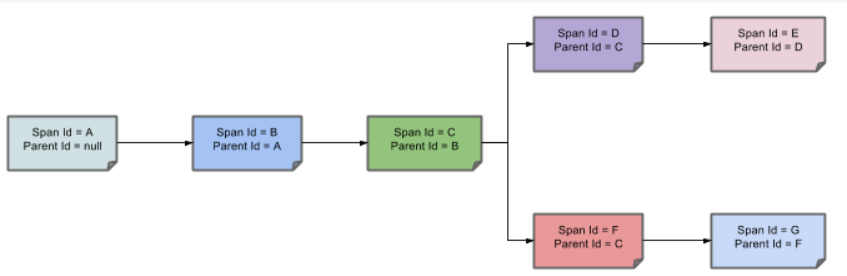 Span Id = A
Parent Id = null
Span Id = B
Parent Id = A
Span Id = C
Parent Id = B
Span Id = D
Parent Id = C
Span Id = E
Parent Id = D
Span Id = F
Parent Id = C
Span Id = G
Parent Id = F